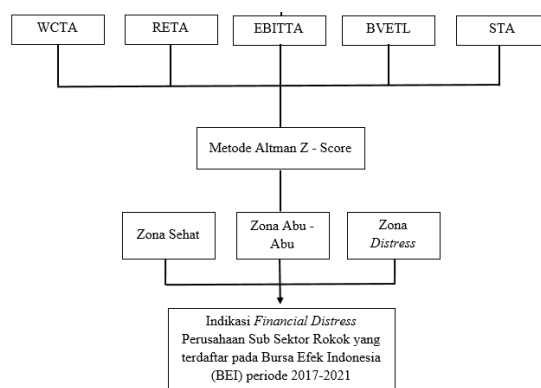 WCTA
RETA
EBITTA
BVETL
STA
Metode Altman Z - Score
Zona Sehat
Zona Abu -
Abu
Zona
Distress
Indikasi Financial Distress
Perusahaan Sub Sektor Rokok yang
terdaftar pada Bursa Efek Indonesia
(BEI) periode 2017-2021